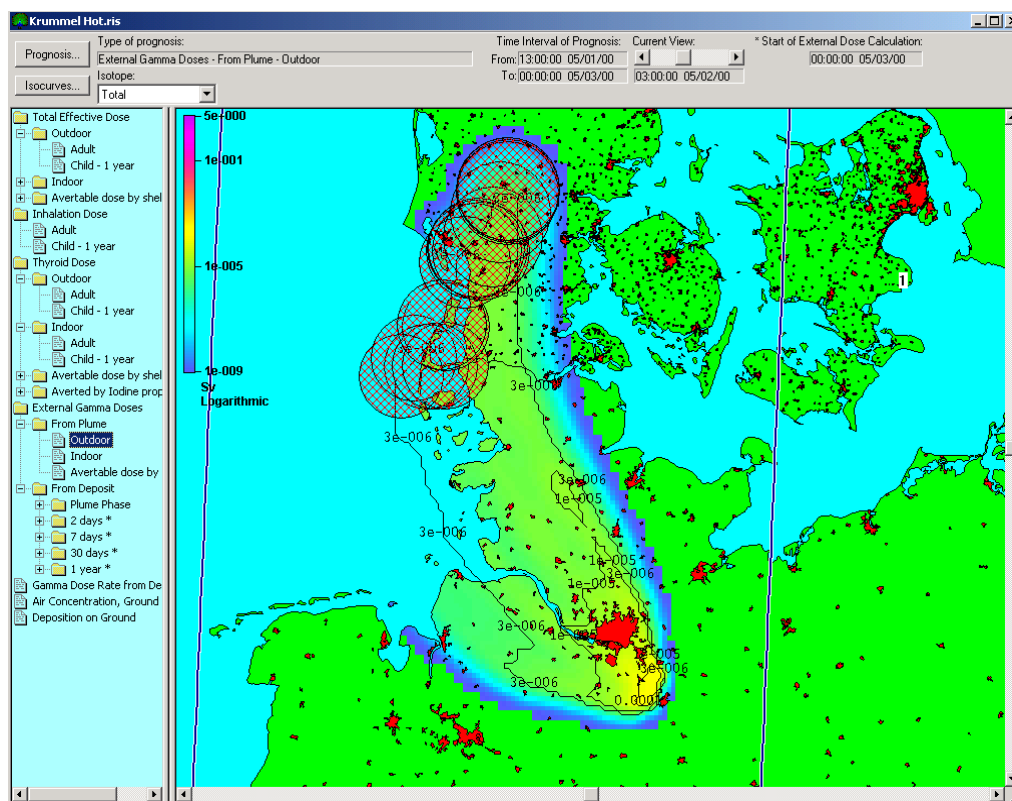 Krummel Hot.ris
Prognosis...
Type of prognosis:
External Gamma Doses - From Plume - Outdoor
Time Interval of Prognosis:
From: 13:00:00 05/01/00
To: 00:00:00 05/03/00
Current View:
03:00:00 05/02/00
* Start of External Dose Calculation:
00:00:00 05/03/00
Isocurves...
Isotope:
Total
Total Effective Dose
Outdoor
Adult
Child - 1 year
Indoor
Avertable dose by shel
Inhalation Dose
Adult
Child - 1 year
Thyroid Dose
Outdoor
Adult
Child - 1 year
Indoor
Adult
Child - 1 year
Avertable dose by shel
Averted by Iodine prop
External Gamma Doses
From Plume
Outdoor
Indoor
Avertable dose by
From Deposit
Plume Phase
2 days *
7 days *
30 days *
1 year *
Gamma Dose Rate from De
Air Concentration, Ground
Deposition on Ground
5e-000
1e-001
1e-005
1e-009
Sv
Logarithmic
1
3e-006
3e-006
3e-006
1e-005
3e-006
1e-005
3e-006
1e-005
3e-006
1e-005
1e-005
3e-006
3e-006